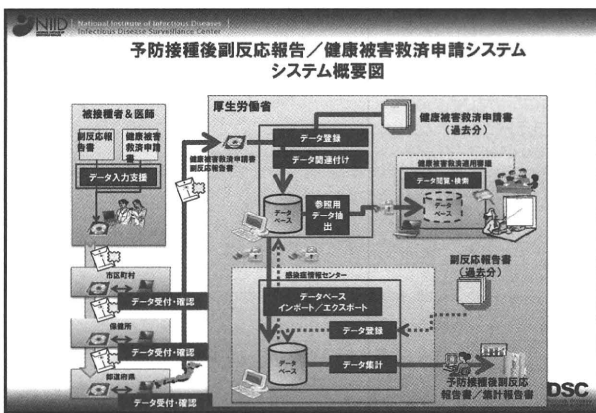 NIID
National Institute of Infectious Diseases
Infectious Disease Surveillance Center
予防接種後副反応報告/健康被害救済申請システム
システム概要図
被接種者&医師
副反応報
告書
健康被害
救済申請
書
データ入力支援
市区町村
データ受付・確認
保健所
データ受付・確認
都道府県
データ受付・確認
厚生労働省
健康被害救済申請書
副反応報告書
データ登録
データ関連付け
データ
ベース
参照用
データ抽
出
健康被害救済申請書
(過去分)
データ閲覧・検索
データ
ベース
副反応報告書
(過去分)
感染症情報センター
データベース
インポート/エクスポート
データ登録
データ
ベース
データ集計
予防接種後副反応
報告書/集計報告書
DSC